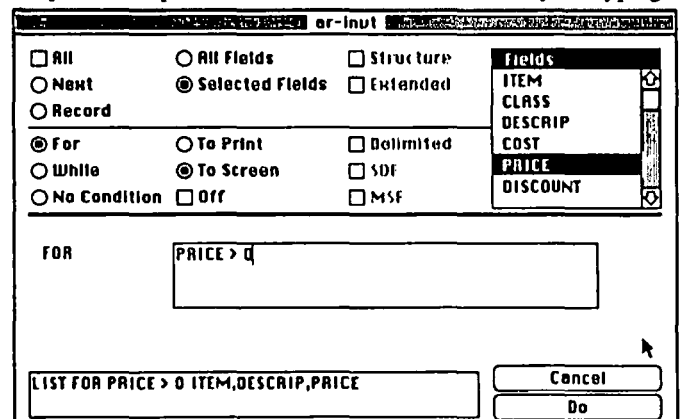 ar-inut
All
All Fields
Structure
Fields
Next
Selected Fields
Extended
ITEM
Record
CLASS
DESCRIP
For
To Print
Delimited
COST
While
To Screen
SDF
PRICE
No Condition
Off
MSF
DISCOUNT
FOR
PRICE > 0
LIST FOR PRICE > 0 ITEM,DESCRIP,PRICE
Cancel
Do